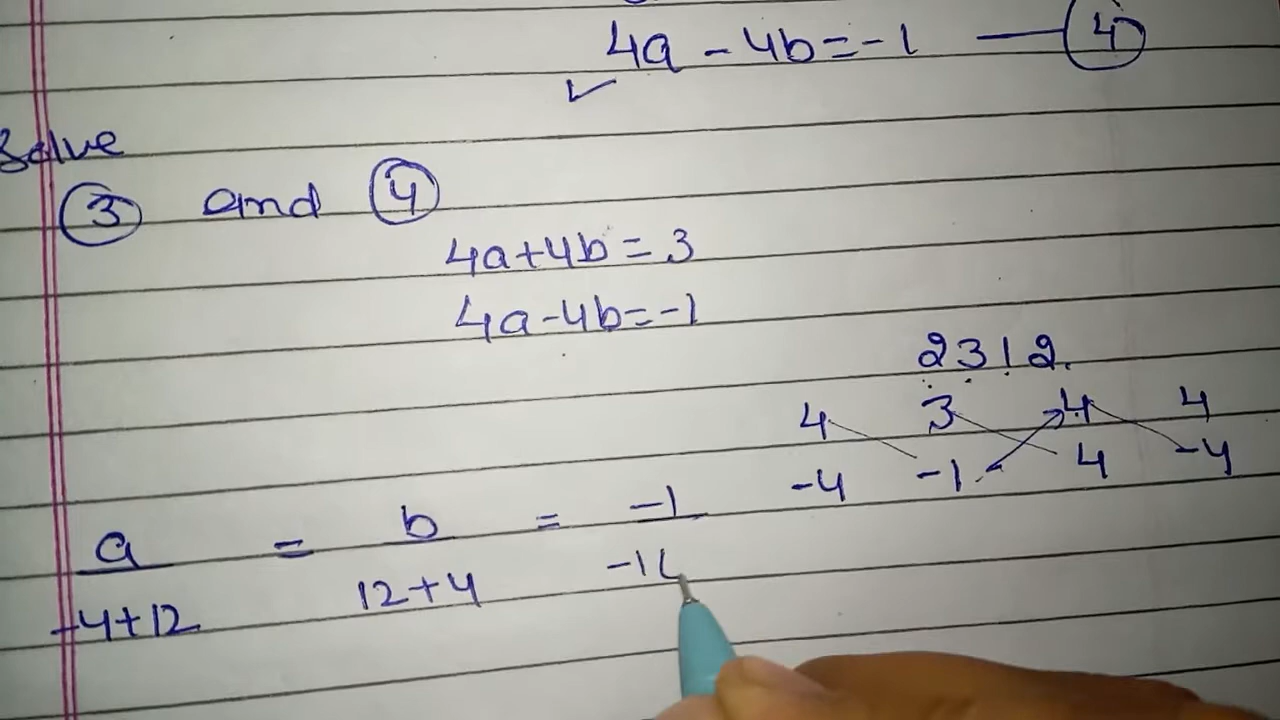 4a - 4b = -1 — 4
Solve
3 and 4
4a + 4b = 3
4a - 4b = -1
2 3 1 2.
4 3 4 4
-4 -1 4 -4
a = b = -1
-4+12 12+4 -1